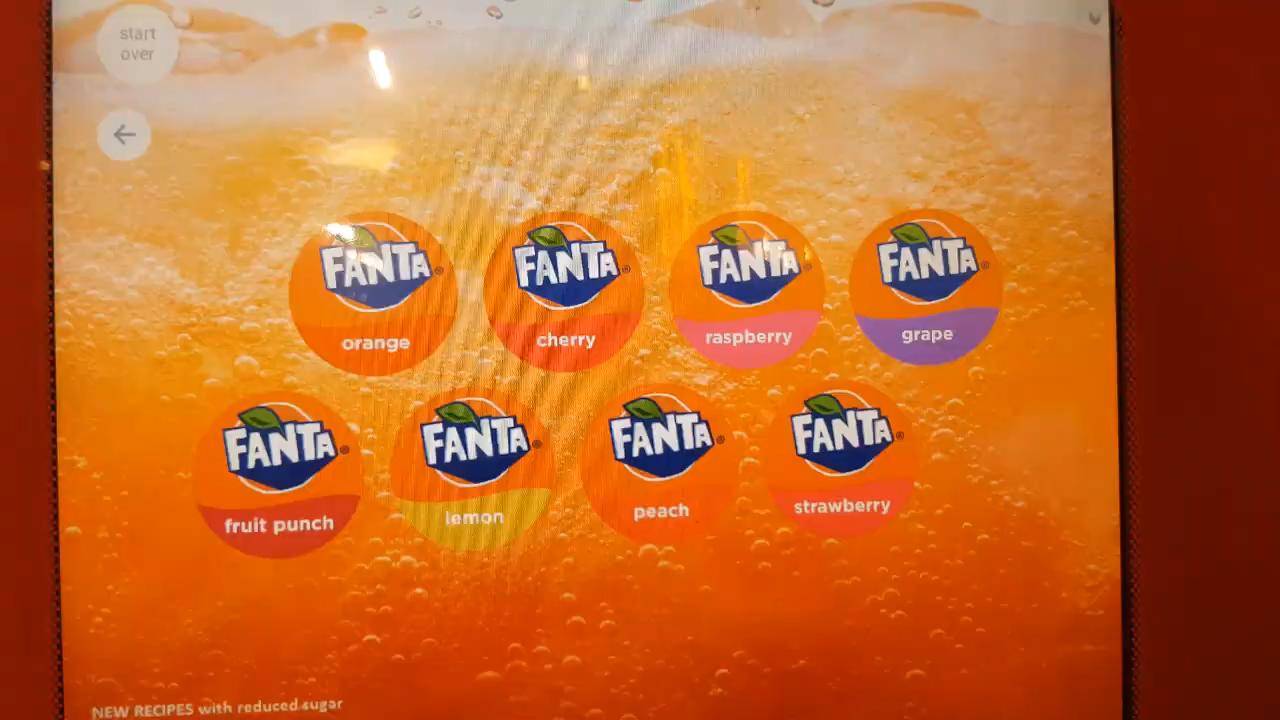 start
over
FANTA®
orange
FANTA®
cherry
FANTA®
raspberry
FANTA®
grape
FANTA®
fruit punch
FANTA®
lemon
FANTA®
peach
FANTA®
strawberry
NEW RECIPES with reduced sugar